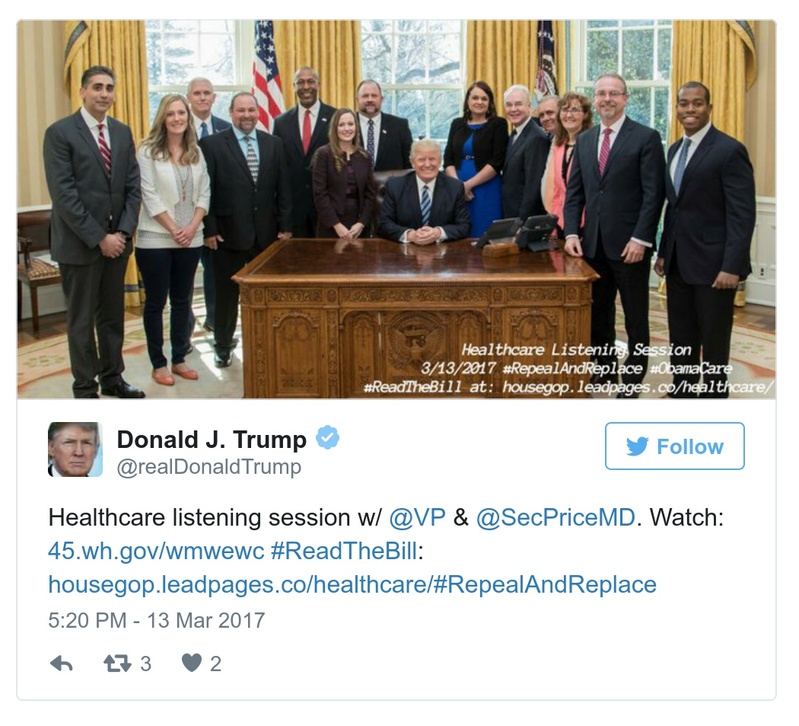 Healthcare Listening Session
3/13/2017 #RepealAndReplace #ObamaCare
#ReadTheBill at: housegop.leadpages.co/healthcare/
Donald J. Trump
@realDonaldTrump
Follow
Healthcare listening session w/ @VP & @SecPriceMD. Watch:
45.wh.gov/wmwewc #ReadTheBill:
housegop.leadpages.co/healthcare/#RepealAndReplace
5:20 PM - 13 Mar 2017
3
2